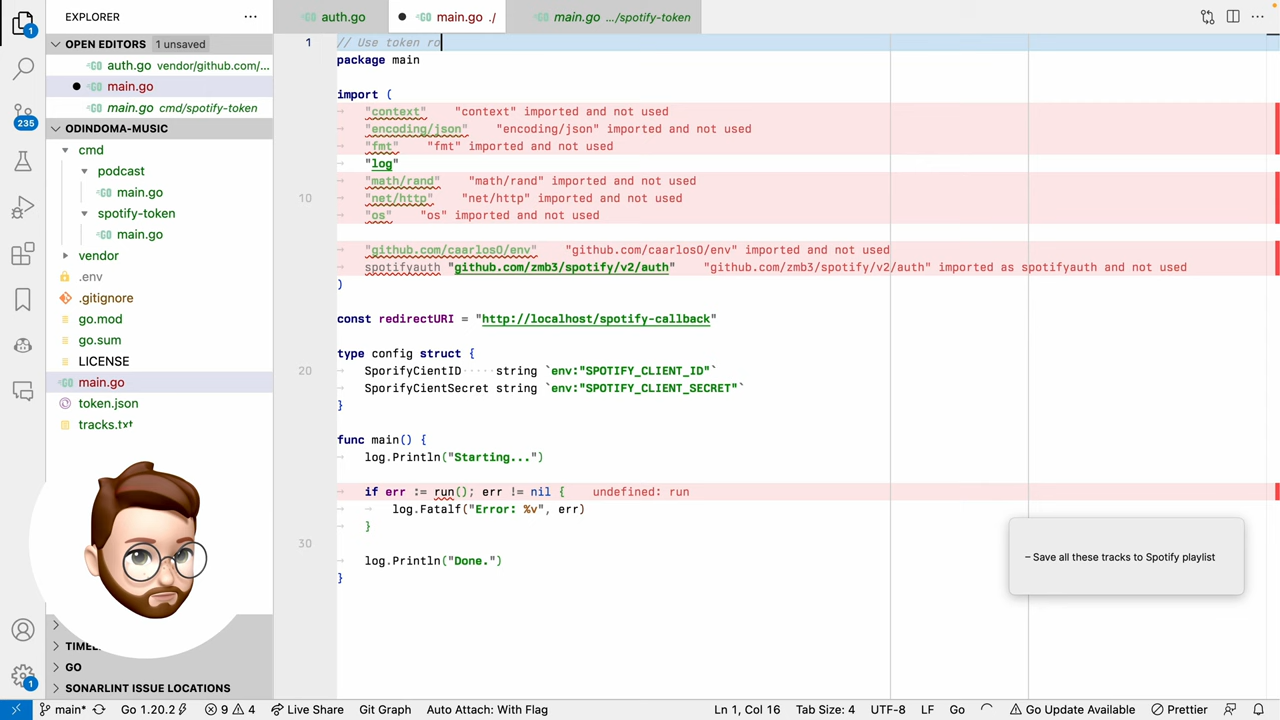 EXPLORER
OPEN EDITORS 1 unsaved
auth.go vendor/github.com/...
main.go
main.go cmd/spotify-token
ODINDOMA-MUSIC
cmd
podcast
main.go
spotify-token
main.go
vendor
.env
.gitignore
go.mod
go.sum
LICENSE
main.go
token.json
tracks.txt
TIMEL
GO
SONARLINT ISSUE LOCATIONS
1
235
1
auth.go
main.go ./
main.go .../spotify-token
1 // Use token ro
package main
import (
"context" "context" imported and not used
"encoding/json" "encoding/json" imported and not used
"fmt" "fmt" imported and not used
"log"
"math/rand" "math/rand" imported and not used
10 "net/http" "net/http" imported and not used
"os" "os" imported and not used
"github.com/caarlos0/env" "github.com/caarlos0/env" imported and not used
spotifyauth "github.com/zmb3/spotify/v2/auth" "github.com/zmb3/spotify/v2/auth" imported as spotifyauth and not used
)
const redirectURI = "http://localhost/spotify-callback"
type config struct {
20 SporifyCientID string `env:"SPOTIFY_CLIENT_ID"`
SporifyCientSecret string `env:"SPOTIFY_CLIENT_SECRET"`
}
func main() {
log.Println("Starting...")
if err := run(); err != nil { undefined: run
log.Fatalf("Error: %v", err)
}
30
log.Println("Done.")
}
– Save all these tracks to Spotify playlist
main* Go 1.20.2 9 4 Live Share Git Graph Auto Attach: With Flag Ln 1, Col 16 Tab Size: 4 UTF-8 LF Go Go Update Available Prettier